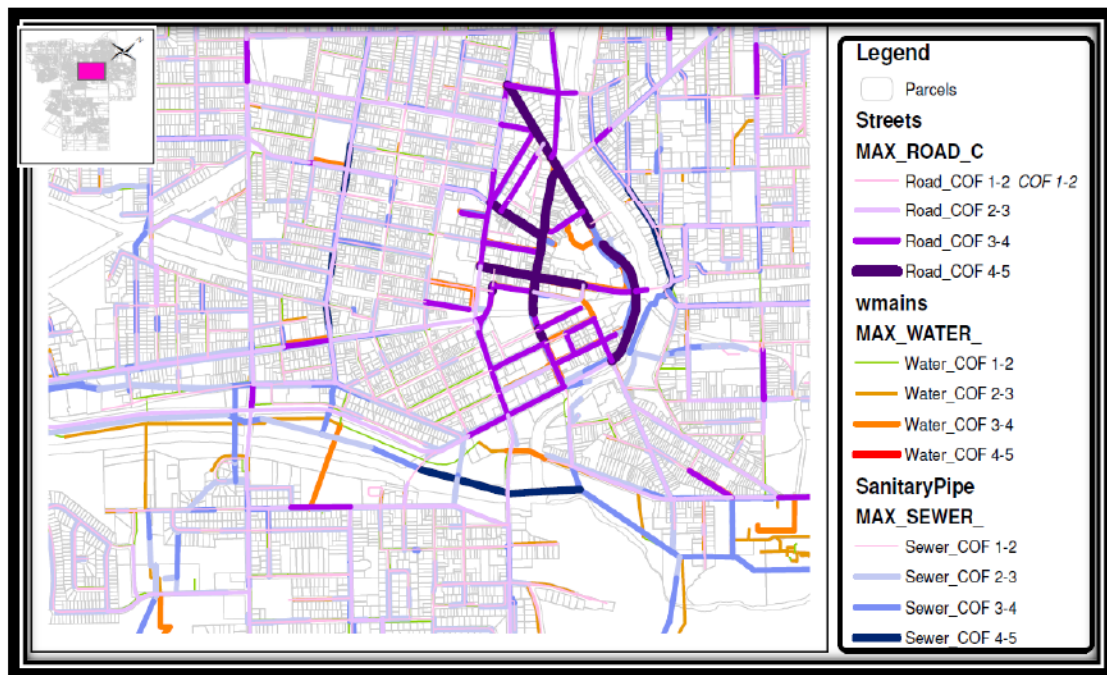 Legend
Parcels
Streets
MAX_ROAD_C
Road_COF 1-2 COF 1-2
Road_COF 2-3
Road_COF 3-4
Road_COF 4-5
wmains
MAX_WATER_
Water_COF 1-2
Water_COF 2-3
Water_COF 3-4
Water_COF 4-5
SanitaryPipe
MAX_SEWER_
Sewer_COF 1-2
Sewer_COF 2-3
Sewer_COF 3-4
Sewer_COF 4-5